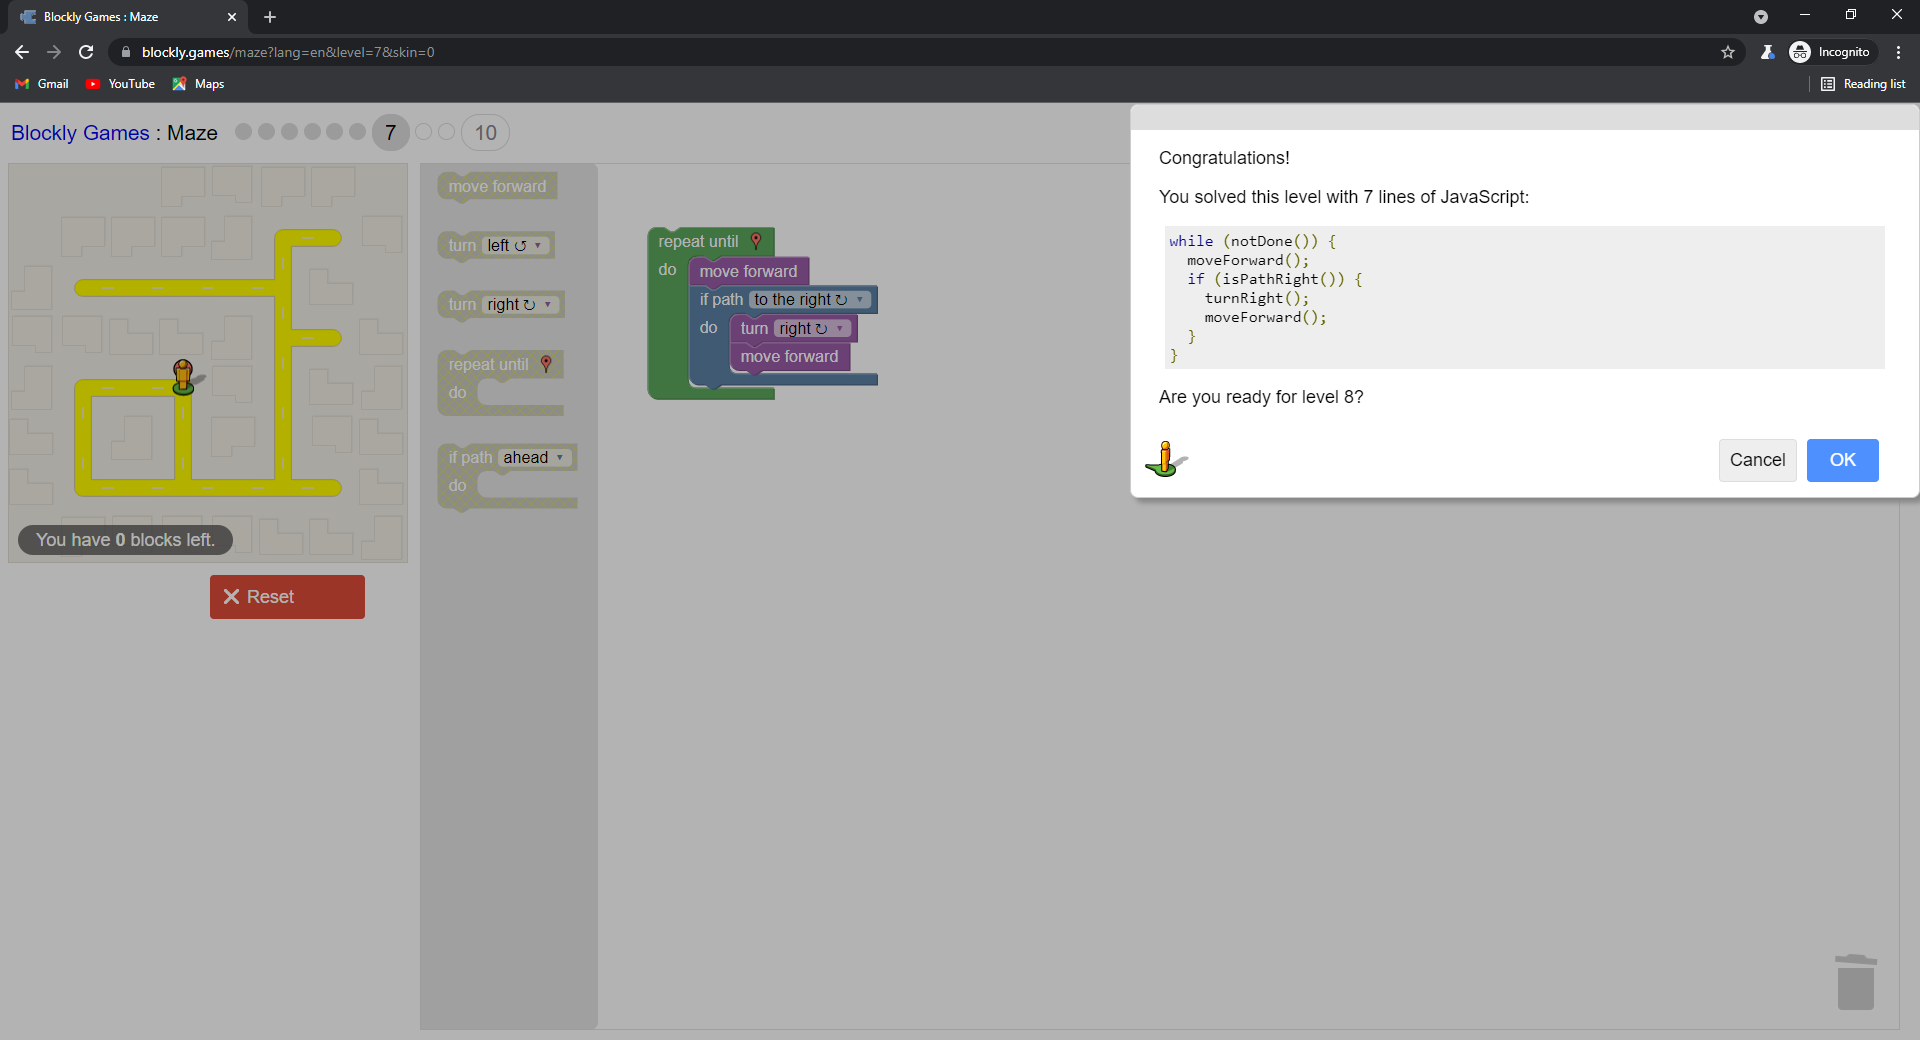 Blockly Games : Maze
blockly.games/maze?lang=en&level=7&skin=0
Incognito
Gmail
YouTube
Maps
Reading list
Blockly Games : Maze
7
10
You have 0 blocks left.
Reset
move forward
turn left ↺
turn right ↻
repeat until
do
if path ahead
do
repeat until
do
move forward
if path to the right ↻
do
turn right ↻
move forward
Congratulations!
You solved this level with 7 lines of JavaScript:
while (notDone()) {
moveForward();
if (isPathRight()) {
turnRight();
moveForward();
}
}
Are you ready for level 8?
Cancel
OK